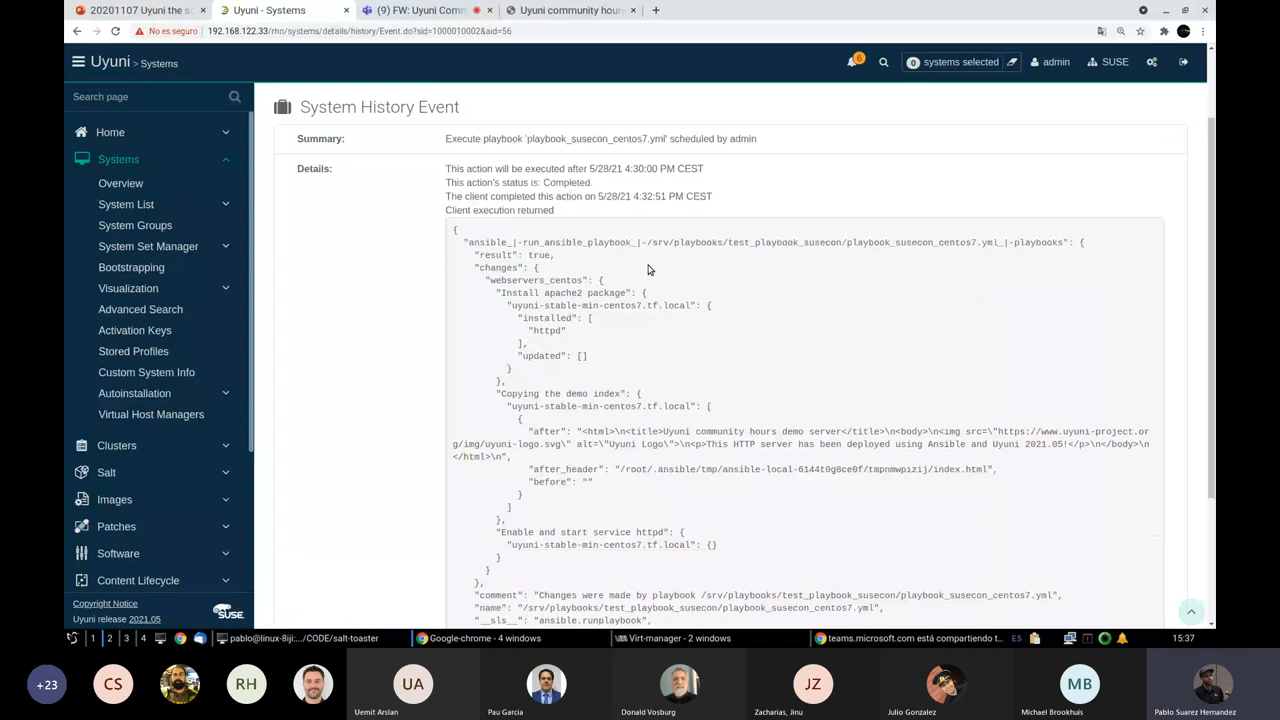 20201107 Uyuni the s
Uyuni - Systems
(9) FW: Uyuni Com
Uyuni community hour
No es seguro
192.168.122.33/rhn/systems/details/history/Event.do?sid=1000010002&aid=56
Uyuni > Systems
6
0 systems selected
admin
SUSE
Search page
Home
Systems
Overview
System List
System Groups
System Set Manager
Bootstrapping
Visualization
Advanced Search
Activation Keys
Stored Profiles
Custom System Info
Autoinstallation
Virtual Host Managers
Clusters
Salt
Images
Patches
Software
Content Lifecycle
Copyright Notice
Uyuni release 2021.05
SUSE
System History Event
Summary: Execute playbook 'playbook_susecon_centos7.yml' scheduled by admin
Details: This action will be executed after 5/28/21 4:30:00 PM CEST
This action's status is: Completed.
The client completed this action on 5/28/21 4:32:51 PM CEST
Client execution returned
{
"ansible_|-run_ansible_playbook_|-/srv/playbooks/test_playbook_susecon/playbook_susecon_centos7.yml_|-playbooks": {
"result": true,
"changes": {
"webservers_centos": {
"Install apache2 package": {
"uyuni-stable-min-centos7.tf.local": {
"installed": [
"httpd"
],
"updated": []
}
},
"Copying the demo index": {
"uyuni-stable-min-centos7.tf.local": [
{
"after": "<html>\n<title>Uyuni community hours demo server</title>\n<body>\n<img src=\"https://www.uyuni-project.or
g/img/uyuni-logo.svg\" alt=\"Uyuni Logo\">\n<p>This HTTP server has been deployed using Ansible and Uyuni 2021.05!</p>\n</body>\n
</html>\n",
"after_header": "/root/.ansible/tmp/ansible-local-6144t0g8ce0f/tmpnmwpizij/index.html",
"before": ""
}
]
},
"Enable and start service httpd": {
"uyuni-stable-min-centos7.tf.local": {}
}
}
},
"comment": "Changes were made by playbook /srv/playbooks/test_playbook_susecon/playbook_susecon_centos7.yml",
"name": "/srv/playbooks/test_playbook_susecon/playbook_susecon_centos7.yml",
"__sls__": "ansible.runplaybook",
1 2 3 4
pablo@linux-8iji:.../CODE/salt-toaster
Google-chrome - 4 windows
Virt-manager - 2 windows
teams.microsoft.com está compartiendo t...
ES
15:37
+23
CS
RH
UA
Uemit Arslan
Pau Garcia
Donald Vosburg
JZ
Zacharias, Jinu
Julio Gonzalez
MB
Michael Brookhuis
Pablo Suarez Hernandez